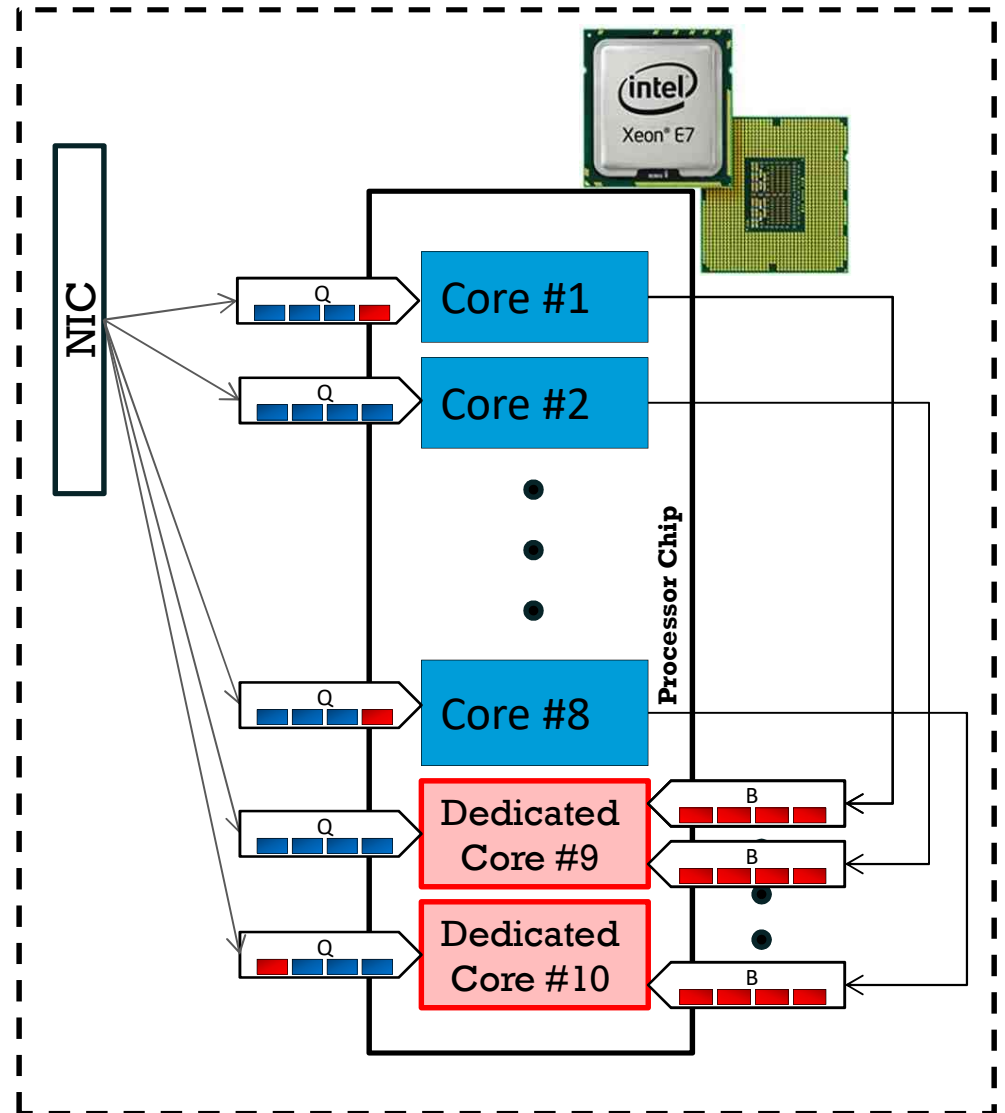 intel
Xeon® E7
NIC
Q
Core #1
Q
Core #2
Processor Chip
Q
Core #8
Q
Dedicated
Core #9
B
B
Q
Dedicated
Core #10
B